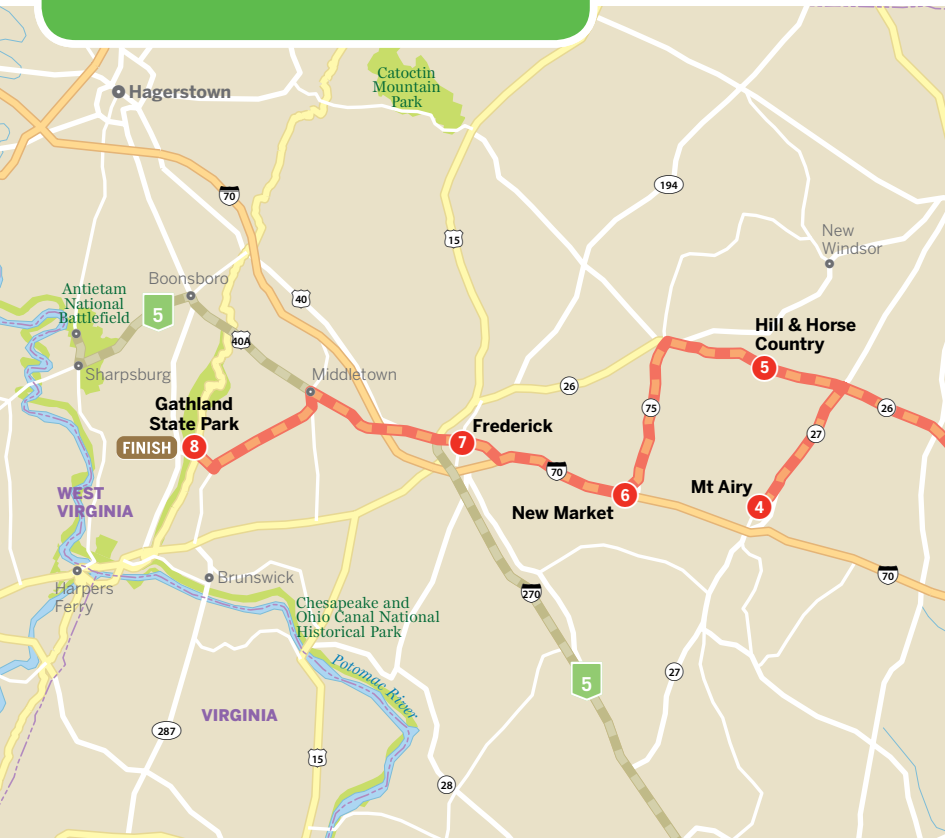 Catoctin
Mountain
Park
Hagerstown
70
194
15
New
Windsor
Boonsboro
Antietam
National
Battlefield
5
40
40A
Hill & Horse
Country
5
Sharpsburg
Middletown
26
75
26
27
Gathland
State Park
FINISH
8
Frederick
7
70
Mt Airy
4
6
New Market
WEST
VIRGINIA
70
Brunswick
Harpers
Ferry
270
Chesapeake and
Ohio Canal National
Historical Park
Potomac River
5
27
VIRGINIA
287
15
28